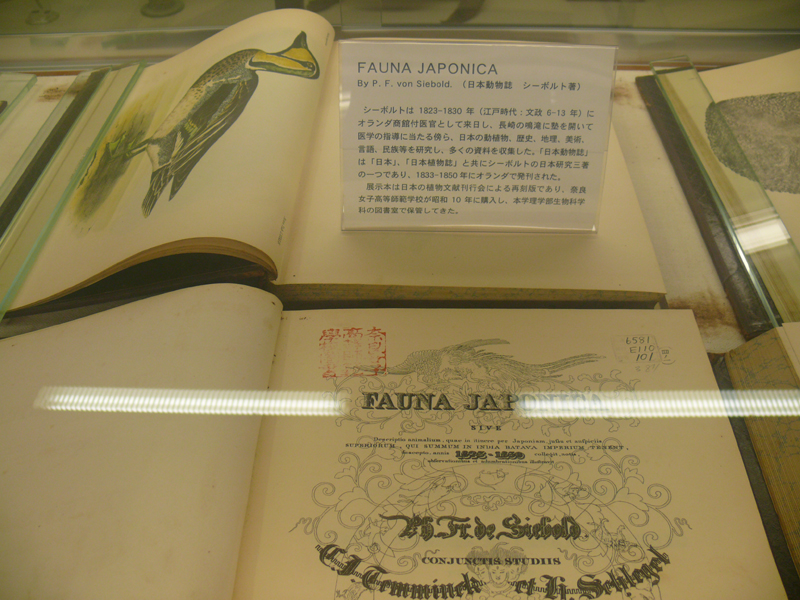 FAUNA JAPONICA
By P. F. von Siebold. （日本動物誌　シーボルト著）
シーボルトは 1823-1830 年（江戸時代：文政 6-13 年）に
オランダ商館付医官として来日し、長崎の鳴滝に塾を開いて
医学の指導に当たる傍ら、日本の動植物、歴史、地理、美術、
言語、民族等を研究し、多くの資料を収集した。「日本動物誌」
は「日本」、「日本植物誌」と共にシーボルトの日本研究三著
の一つであり、1833-1850 年にオランダで発刊された。
展示本は日本の植物文献刊行会による再刻版であり、奈良
女子高等師範学校が昭和 10 年に購入し、本学理学部生物科学
科の図書室で保管してきた。
6581
E110
101
FAUNA JAPONICA
SIVE
Descriptio animalium, quae in itinere per Japoniam, jussu et auspiciis
SUPERIORUM, QUI SUMMUM IN INDIA BATAVA IMPERIUM TENENT,
suscepto, annis 1823-1830 collegit, notis
observationibus et adumbrationibus illustravit
Ph. Fr. de Siebold.
CONJUNCTIS STUDIIS
C. J. Temminck et H. Schlegel